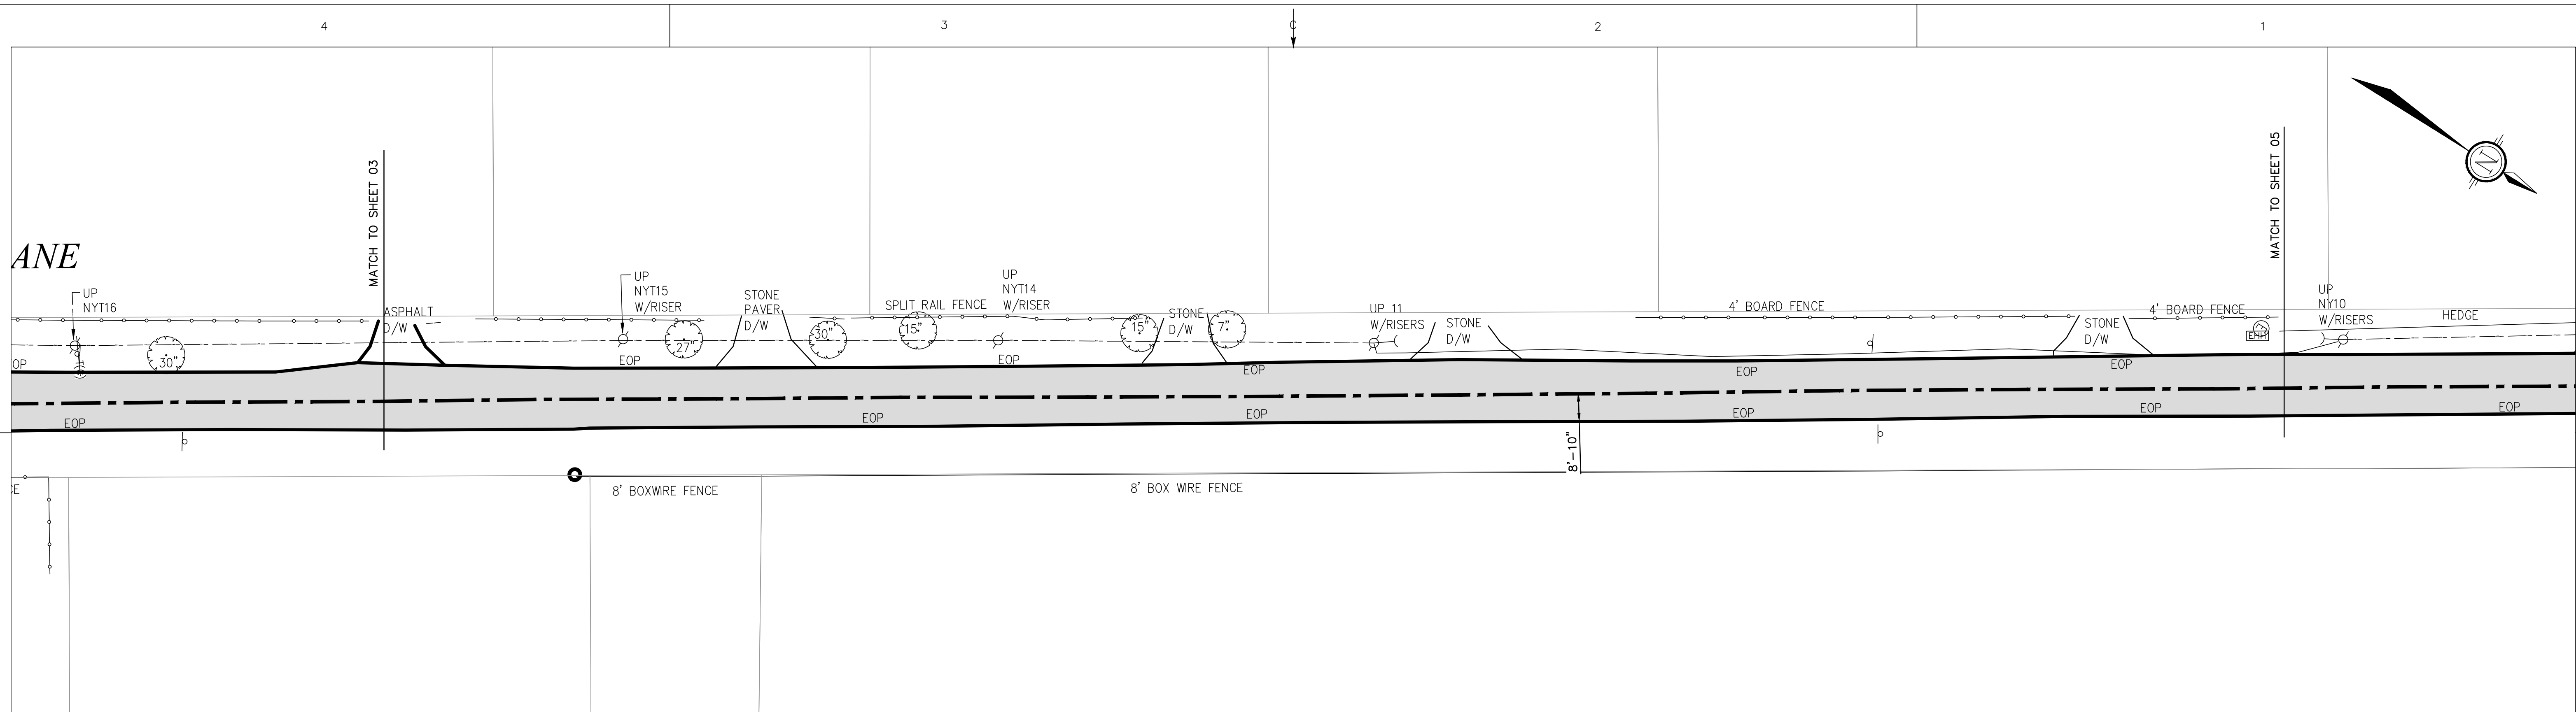 4
3
C
2
1
N
MATCH TO SHEET 03
MATCH TO SHEET 05
ANE
UP
NYT16
30"
ASPHALT
D/W
UP
NYT15
W/RISER
27"
STONE
PAVER
D/W
30"
SPLIT RAIL FENCE
15"
UP
NYT14
W/RISER
15"
STONE
D/W
7"
UP 11
W/RISERS
STONE
D/W
4' BOARD FENCE
STONE
D/W
4' BOARD FENCE
EHH
UP
NY10
W/RISERS
HEDGE
OP
EOP
EOP
EOP
EOP
EOP
EOP
EOP
EOP
EOP
EOP
EOP
8'-10"
CE
8' BOXWIRE FENCE
8' BOX WIRE FENCE